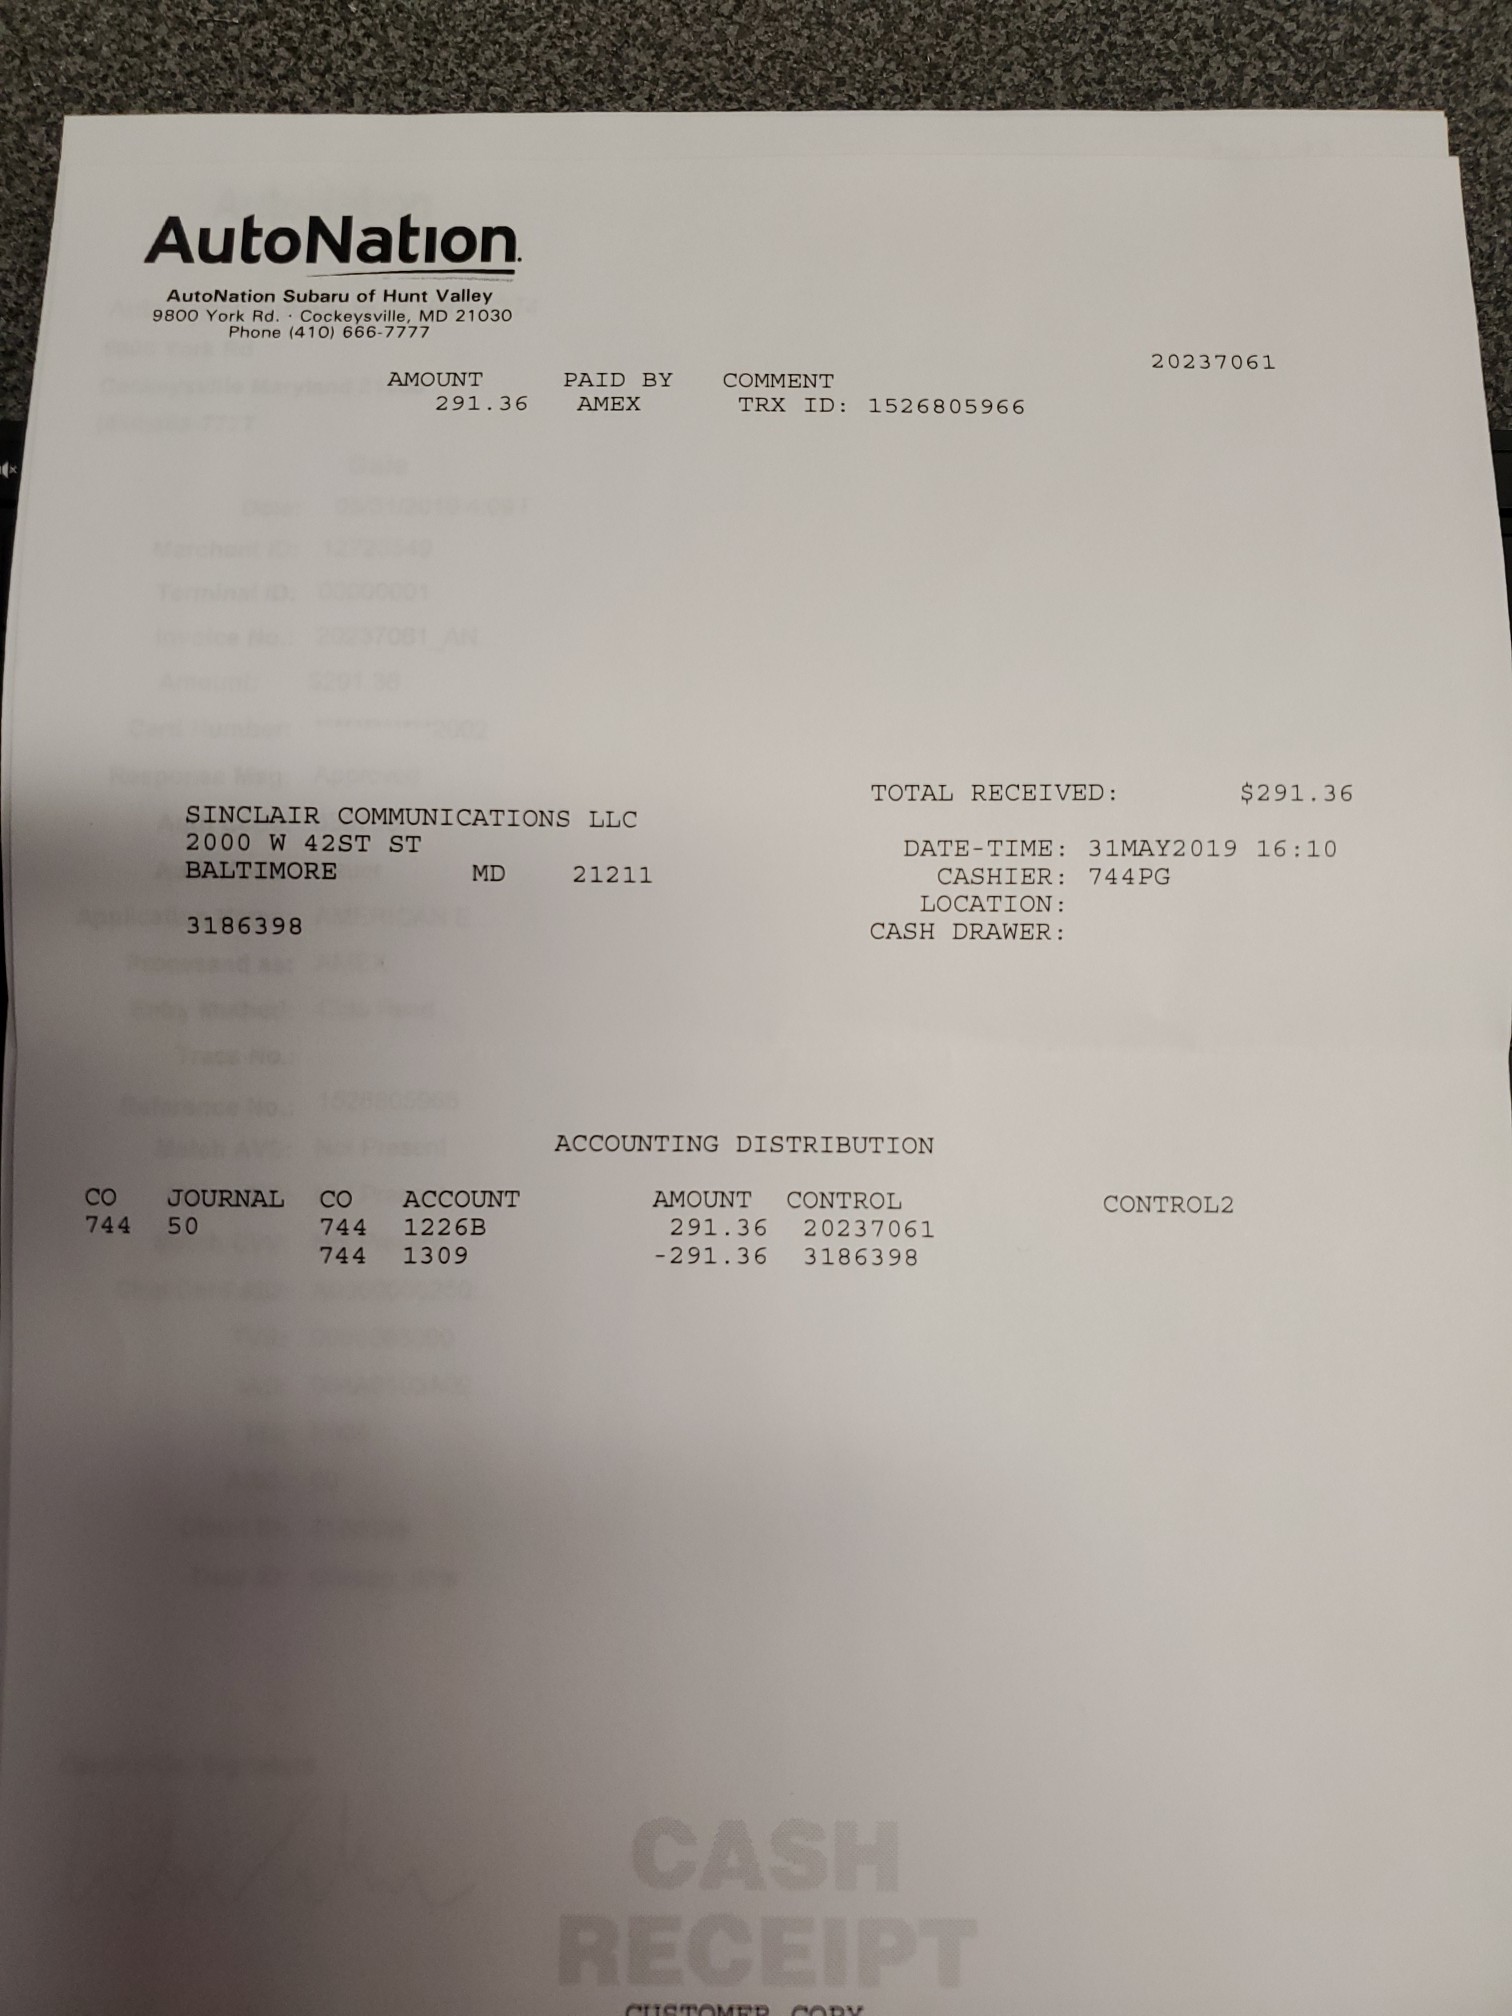 AutoNation.
AutoNation Subaru of Hunt Valley
9800 York Rd. · Cockeysville, MD 21030
Phone (410) 666-7777
20237061
AMOUNT PAID BY COMMENT
291.36 AMEX TRX ID: 1526805966
TOTAL RECEIVED: $291.36
SINCLAIR COMMUNICATIONS LLC
2000 W 42ST ST
BALTIMORE MD 21211
3186398
DATE-TIME: 31MAY2019 16:10
CASHIER: 744PG
LOCATION:
CASH DRAWER:
ACCOUNTING DISTRIBUTION
CO JOURNAL CO ACCOUNT AMOUNT CONTROL CONTROL2
744 50 744 1226B 291.36 20237061
744 1309 -291.36 3186398
CASH
RECEIPT
CUSTOMER COPY